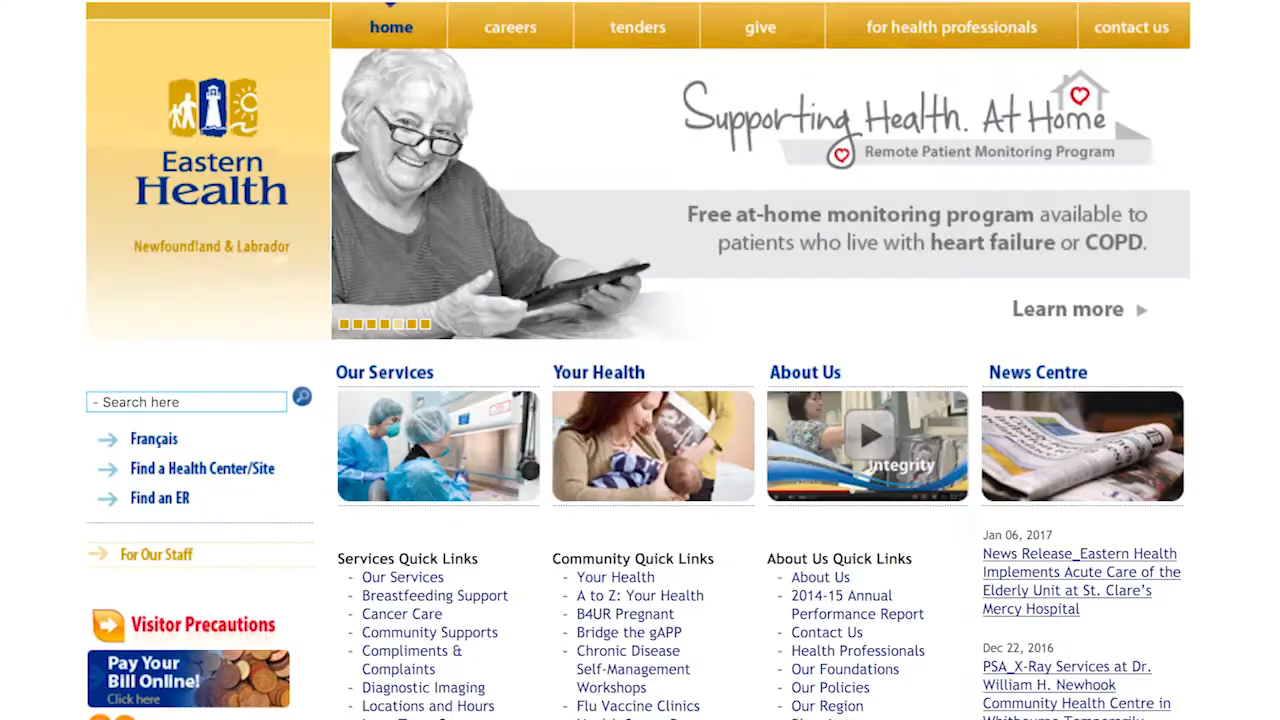 home
careers
tenders
give
for health professionals
contact us
Eastern
Health
Newfoundland & Labrador
Supporting Health. At Home
Remote Patient Monitoring Program
Free at-home monitoring program available to
patients who live with heart failure or COPD.
Learn more
- Search here
Français
Find a Health Center/Site
Find an ER
For Our Staff
Visitor Precautions
Pay Your
Bill Online!
Click here
Our Services
Services Quick Links
- Our Services
- Breastfeeding Support
- Cancer Care
- Community Supports
- Compliments &
Complaints
- Diagnostic Imaging
- Locations and Hours
Your Health
Community Quick Links
- Your Health
- A to Z: Your Health
- B4UR Pregnant
- Bridge the gAPP
- Chronic Disease
Self-Management
Workshops
- Flu Vaccine Clinics
About Us
Integrity
About Us Quick Links
- About Us
- 2014-15 Annual
Performance Report
- Contact Us
- Health Professionals
- Our Foundations
- Our Policies
- Our Region
News Centre
Jan 06, 2017
News Release_Eastern Health
Implements Acute Care of the
Elderly Unit at St. Clare's
Mercy Hospital
Dec 22, 2016
PSA_X-Ray Services at Dr.
William H. Newhook
Community Health Centre in